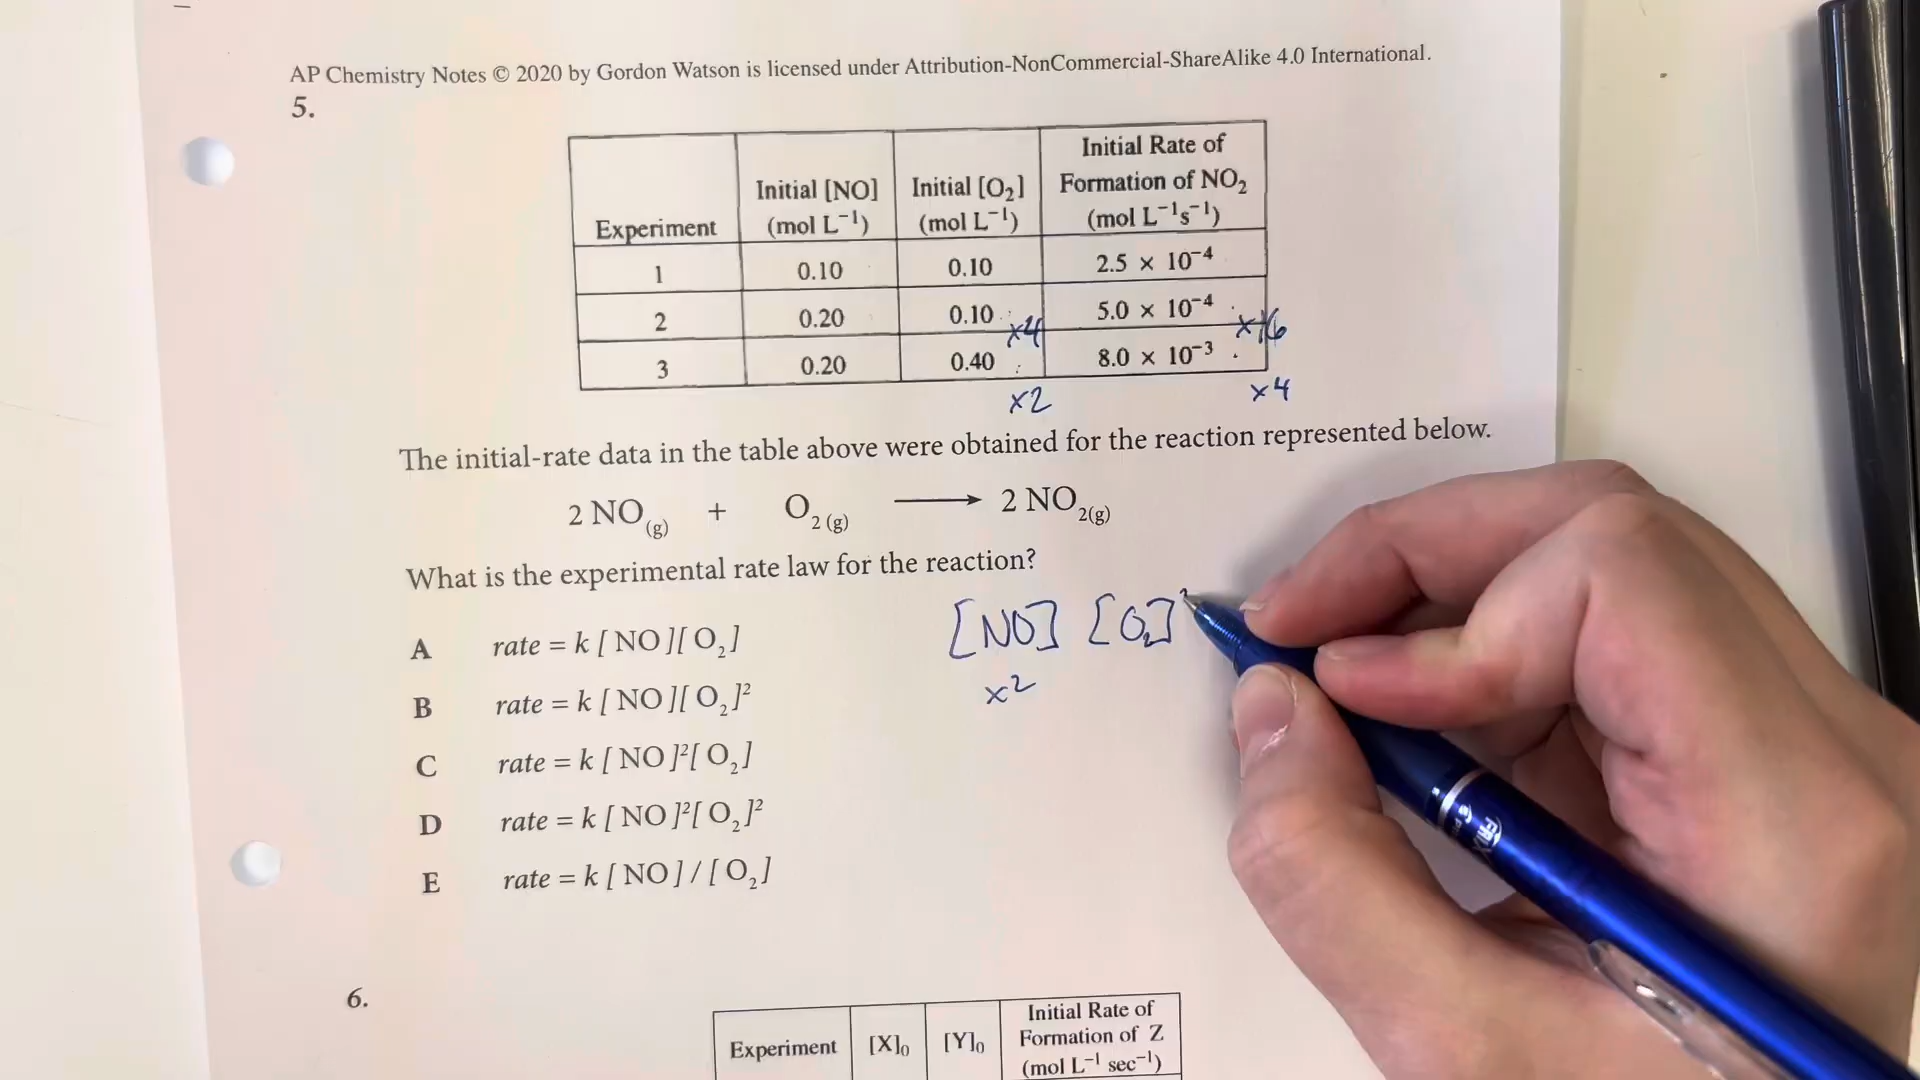 AP Chemistry Notes © 2020 by Gordon Watson is licensed under Attribution-NonCommercial-ShareAlike 4.0 International.
5.
Experiment | Initial [NO] (mol L⁻¹) | Initial [O₂] (mol L⁻¹) | Initial Rate of Formation of NO₂ (mol L⁻¹s⁻¹)
1 | 0.10 | 0.10 | 2.5 × 10⁻⁴
2 | 0.20 | 0.10 | 5.0 × 10⁻⁴
x4 x16
3 | 0.20 | 0.40 | 8.0 × 10⁻³
x2 x4
The initial-rate data in the table above were obtained for the reaction represented below.
2 NO(g) + O₂ (g) ⟶ 2 NO₂(g)
What is the experimental rate law for the reaction?
[NO] [O₂]
A rate = k [ NO ][ O₂ ]
x2
B rate = k [ NO ][ O₂ ]²
C rate = k [ NO ]²[ O₂ ]
D rate = k [ NO ]²[ O₂ ]²
E rate = k [ NO ] / [ O₂ ]
6.
Experiment | [X]₀ | [Y]₀ | Initial Rate of Formation of Z (mol L⁻¹ sec⁻¹)